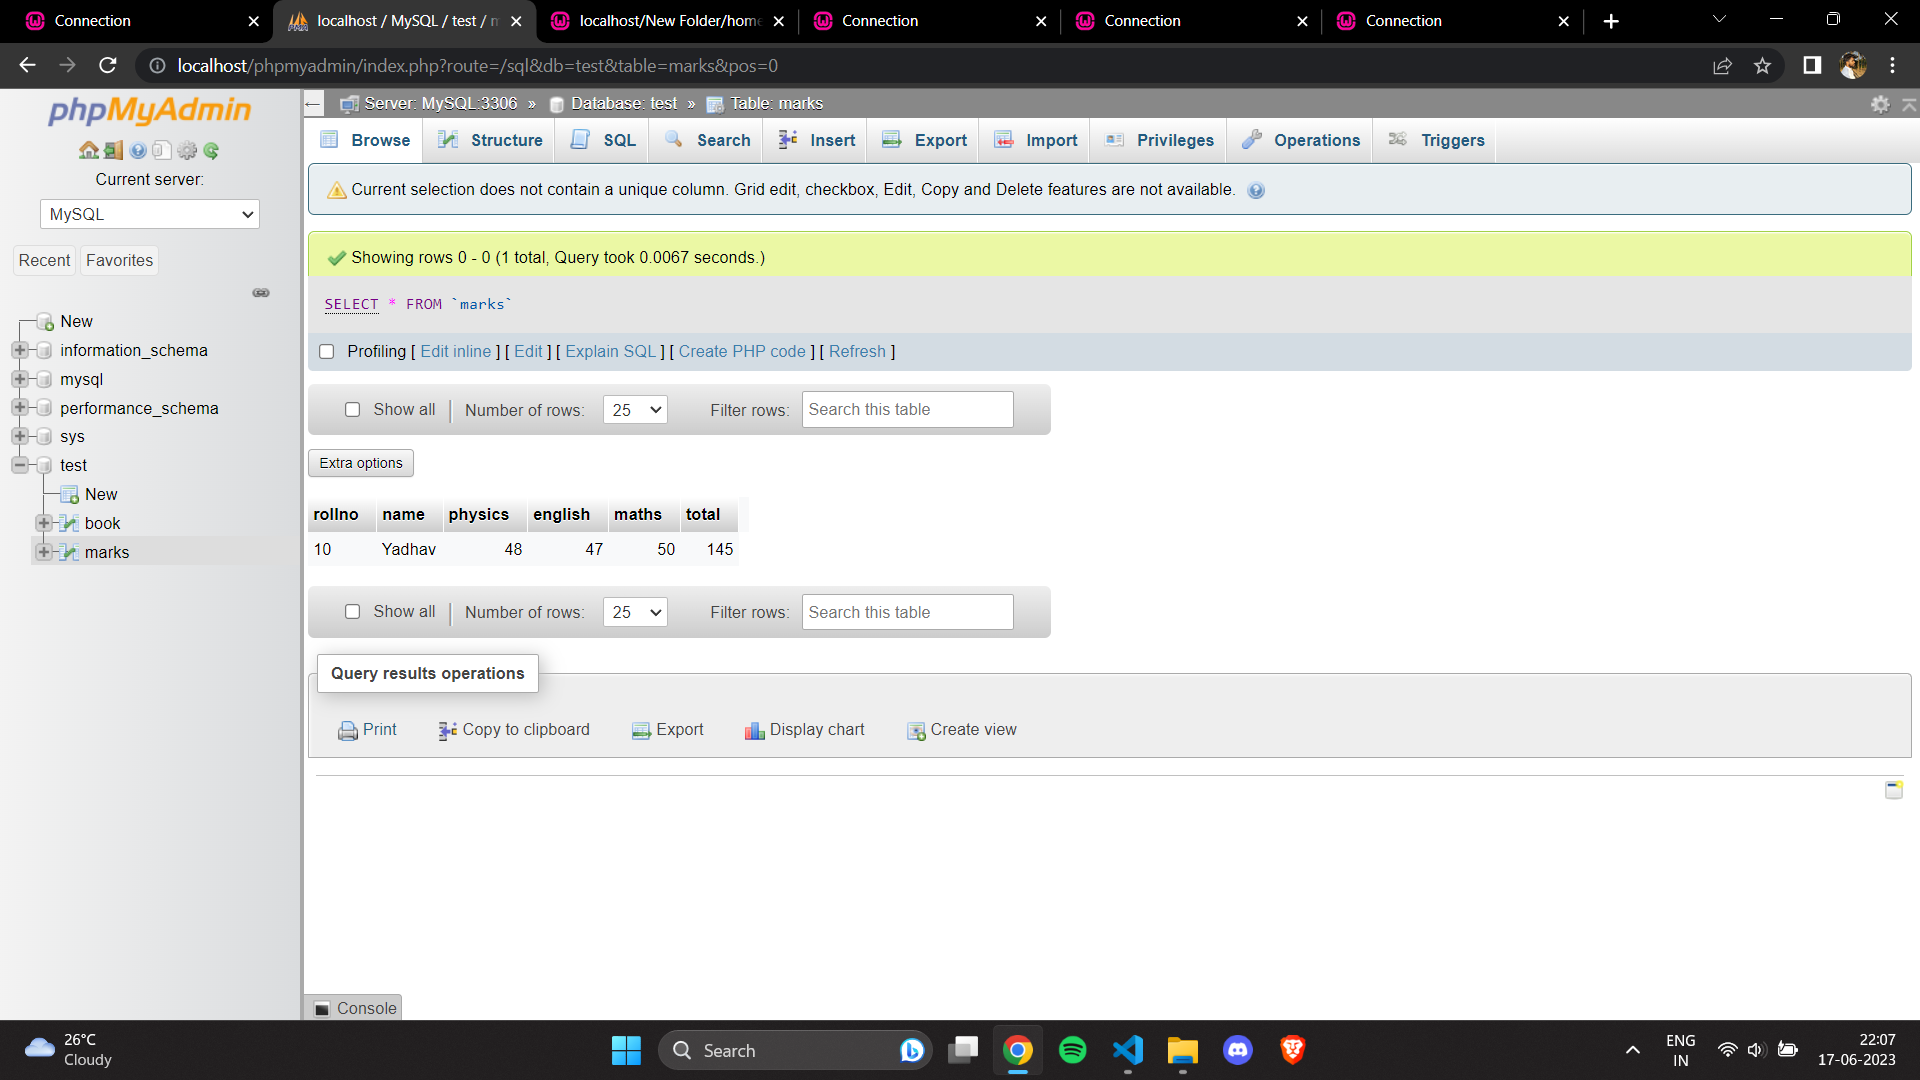 Connection
localhost / MySQL / test / m
localhost/New Folder/home
Connection
Connection
Connection
localhost/phpmyadmin/index.php?route=/sql&db=test&table=marks&pos=0
phpMyAdmin
Current server:
MySQL
Recent
Favorites
New
information_schema
mysql
performance_schema
sys
test
New
book
marks
Server: MySQL:3306 » Database: test » Table: marks
Browse
Structure
SQL
Search
Insert
Export
Import
Privileges
Operations
Triggers
Current selection does not contain a unique column. Grid edit, checkbox, Edit, Copy and Delete features are not available.
Showing rows 0 - 0 (1 total, Query took 0.0067 seconds.)
SELECT * FROM `marks`
Profiling [ Edit inline ] [ Edit ] [ Explain SQL ] [ Create PHP code ] [ Refresh ]
Show all | Number of rows: 25 Filter rows: Search this table
Extra options
rollno name physics english maths total
10 Yadhav 48 47 50 145
Show all | Number of rows: 25 Filter rows: Search this table
Query results operations
Print
Copy to clipboard
Export
Display chart
Create view
Console
26°C
Cloudy
Search
ENG
IN
22:07
17-06-2023